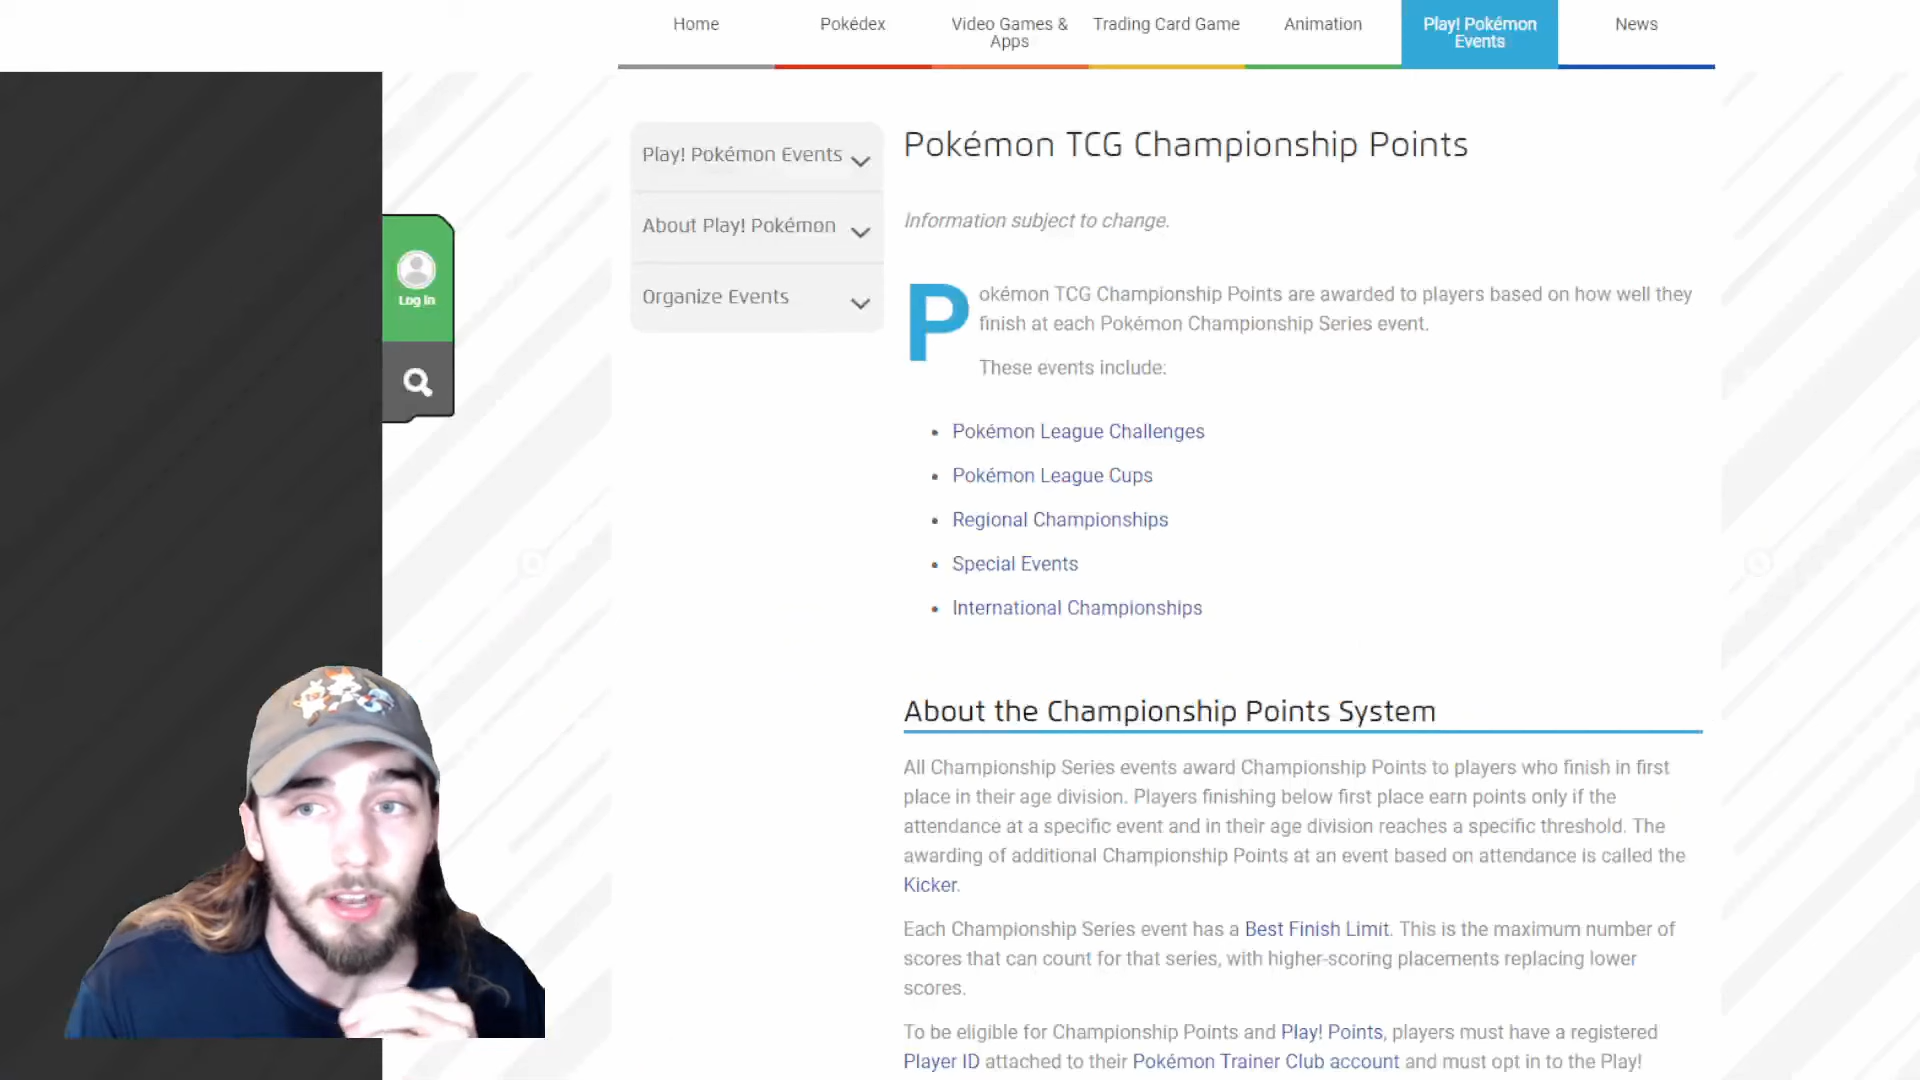 Home
Pokédex
Video Games &
Apps
Trading Card Game
Animation
Play! Pokémon
Events
News
Log in
Play! Pokémon Events
About Play! Pokémon
Organize Events
Pokémon TCG Championship Points
Information subject to change.
Pokémon TCG Championship Points are awarded to players based on how well they
finish at each Pokémon Championship Series event.
These events include:
• Pokémon League Challenges
• Pokémon League Cups
• Regional Championships
• Special Events
• International Championships
About the Championship Points System
All Championship Series events award Championship Points to players who finish in first
place in their age division. Players finishing below first place earn points only if the
attendance at a specific event and in their age division reaches a specific threshold. The
awarding of additional Championship Points at an event based on attendance is called the
Kicker.
Each Championship Series event has a Best Finish Limit. This is the maximum number of
scores that can count for that series, with higher-scoring placements replacing lower
scores.
To be eligible for Championship Points and Play! Points, players must have a registered
Player ID attached to their Pokémon Trainer Club account and must opt in to the Play!